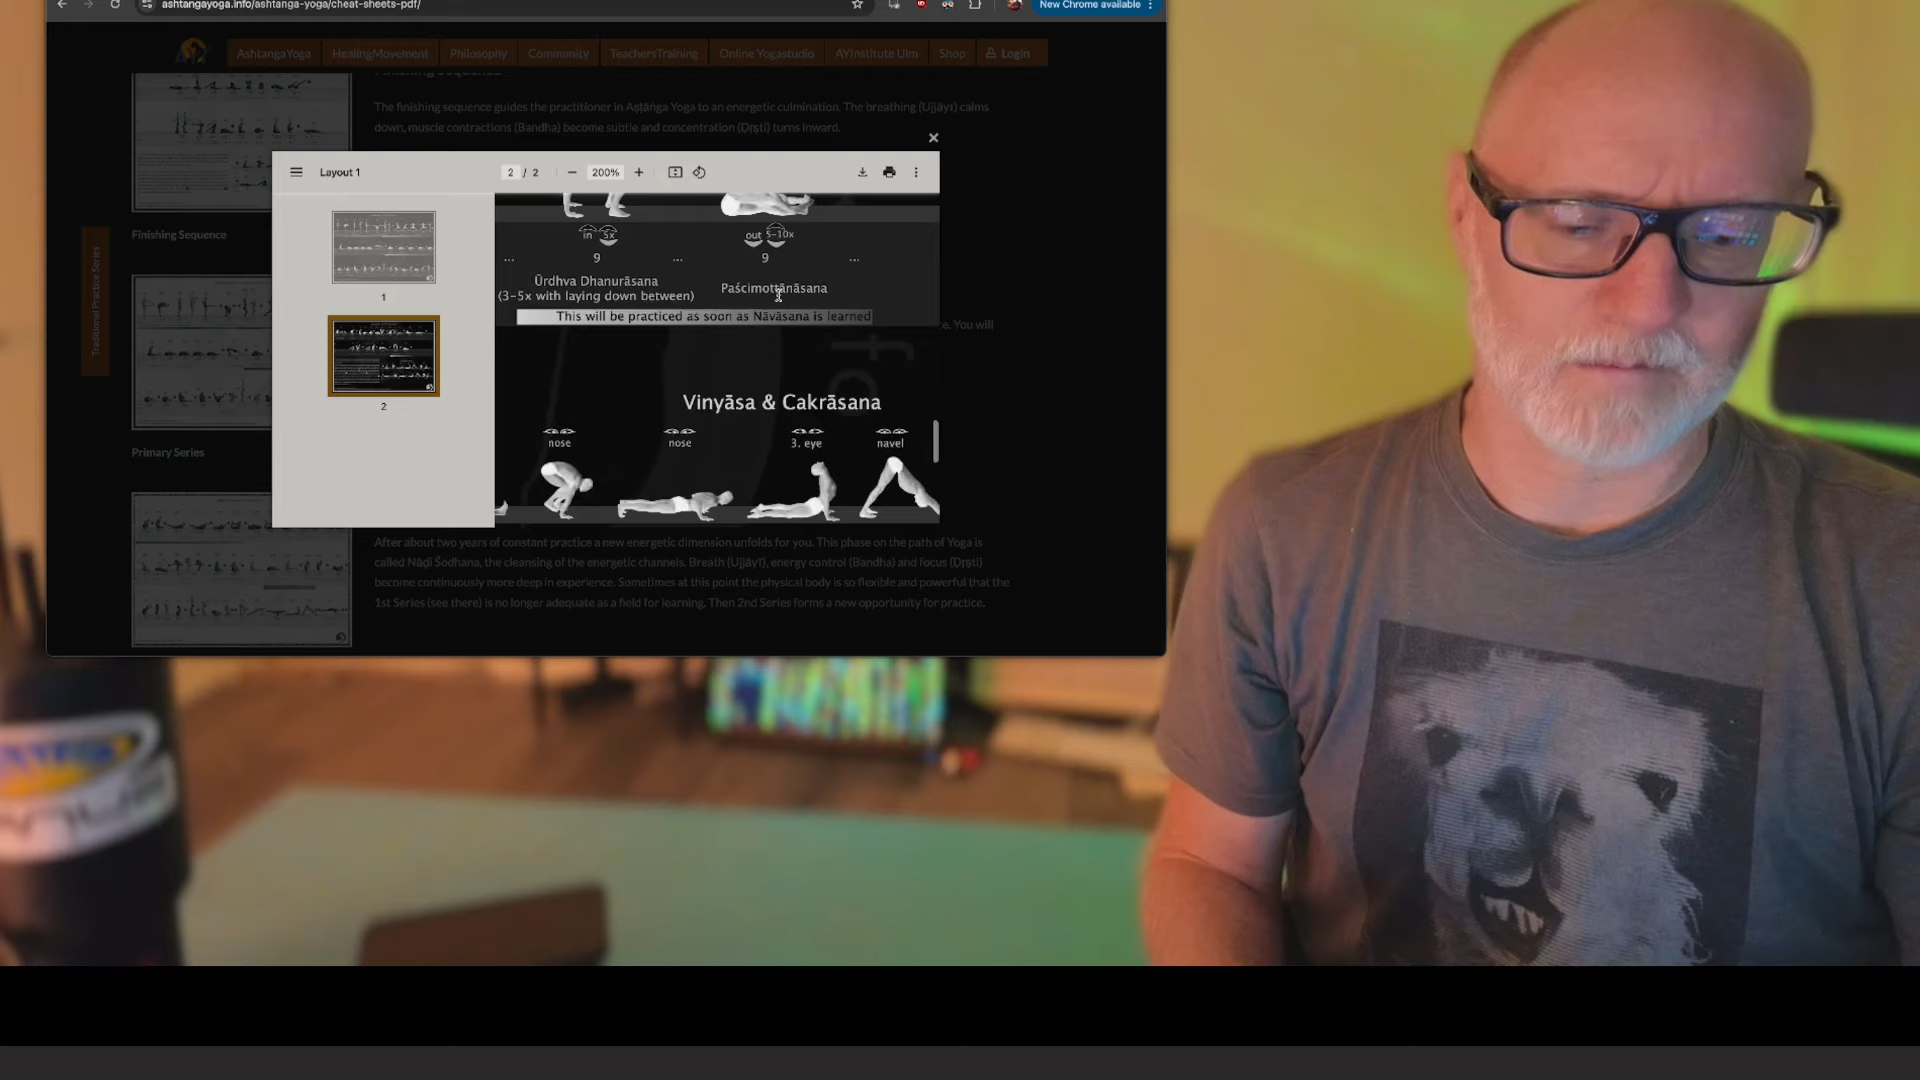 ashtangayoga.info/ashtanga-yoga/cheat-sheets-pdf/
New Chrome available
AshtangaYoga
HealingMovement
Philosophy
Community
TeachersTraining
Online Yogastudio
AYInstitute Ulm
Shop
Login
The finishing sequence guides the practitioner in Aṣṭāṅga Yoga to an energetic culmination. The breathing (Ujjāyī) calms
down, muscle contractions (Bandha) become subtle and concentration (Dṛṣṭi) turns inward.
Layout 1
2 / 2
200%
1
2
in 5x
out 5-10x
... 9 ... 9 ...
Ūrdhva Dhanurāsana
(3-5x with laying down between)
Paścimottānāsana
This will be practiced as soon as Nāvāsana is learned
Vinyāsa & Cakrāsana
nose
nose
3. eye
navel
Traditional Practice Series
Finishing Sequence
Primary Series
e. You will
After about two years of constant practice a new energetic dimension unfolds for you. This phase on the path of Yoga is
called Nāḍī Śodhana, the cleansing of the energetic channels. Breath (Ujjāyī), energy control (Bandha) and focus (Dṛṣṭi)
become continuously more deep in experience. Sometimes at this point the physical body is so flexible and powerful that the
1st Series (see there) is no longer adequate as a field for learning. Then 2nd Series forms a new opportunity for practice.